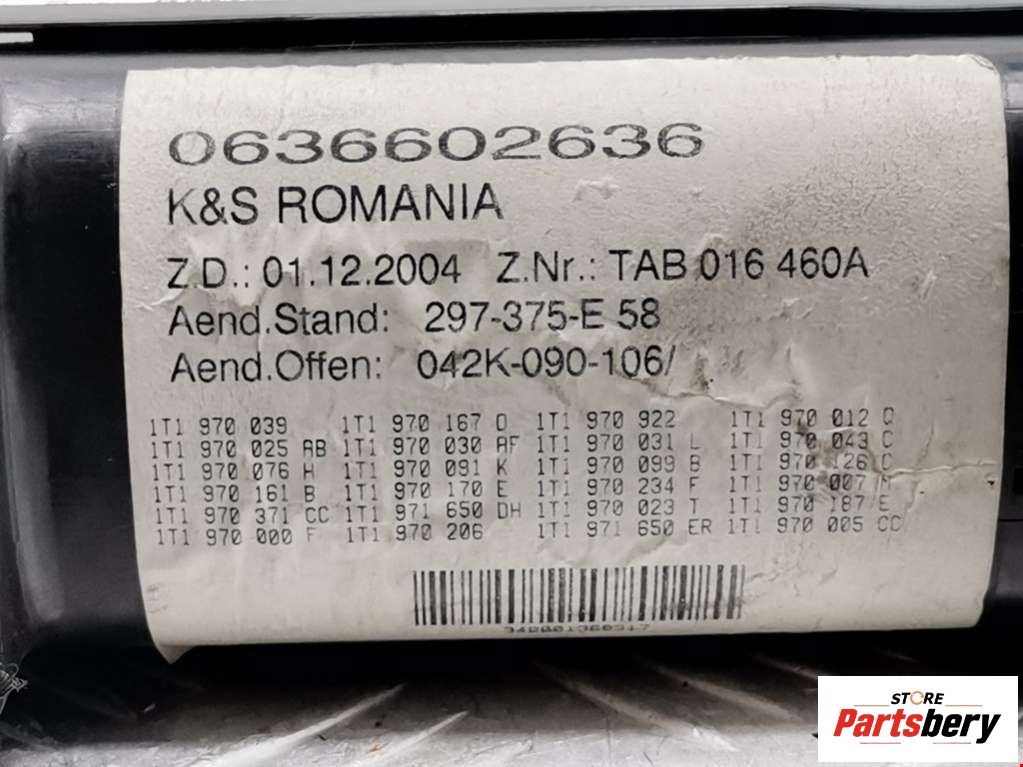 0636602636
K&S ROMANIA
Z.D.: 01.12.2004 Z.Nr.: TAB 016 460A
Aend.Stand: 297-375-E 58
Aend.Offen: 042K-090-106/
1T1 970 039 1T1 970 167 D 1T1 970 922 1T1 970 012 Q
1T1 970 025 AB 1T1 970 030 AF 1T1 970 031 L 1T1 970 043 C
1T1 970 076 H 1T1 970 091 K 1T1 970 099 B 1T1 970 126 C
1T1 970 161 B 1T1 970 170 E 1T1 970 234 F 1T1 970 007 M
1T1 970 371 CC 1T1 971 650 DH 1T1 970 023 T 1T1 970 187 E
1T1 970 000 F 1T1 970 206 1T1 971 650 ER 1T1 970 005 CC
STORE
Partsbery